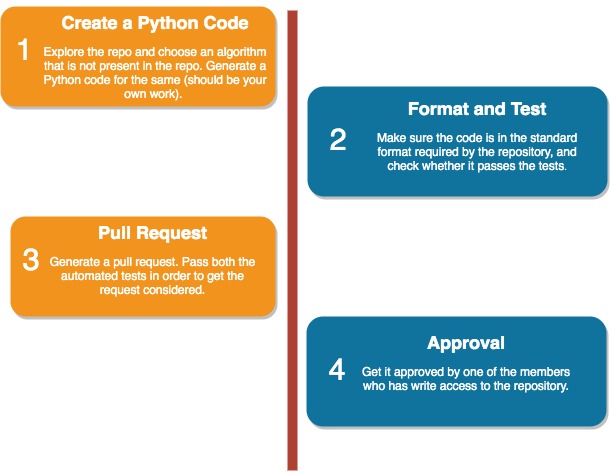 Create a Python Code
1
Explore the repo and choose an algorithm
that is not present in the repo. Generate a
Python code for the same (should be your
own work).
Format and Test
2
Make sure the code is in the standard
format required by the repository, and
check whether it passes the tests.
Pull Request
3
Generate a pull request. Pass both the
automated tests in order to get the
request considered.
Approval
4
Get it approved by one of the members
who has write access to the repository.